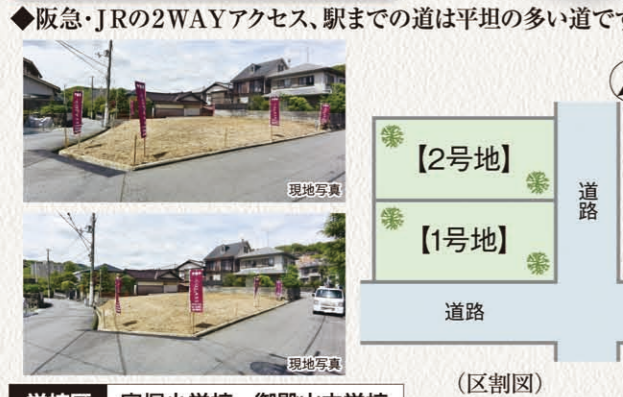 ◆阪急・JRの2WAYアクセス、駅までの道は平坦の多い道です
現地写真
【2号地】
道路
【1号地】
道路
現地写真
（区割図）